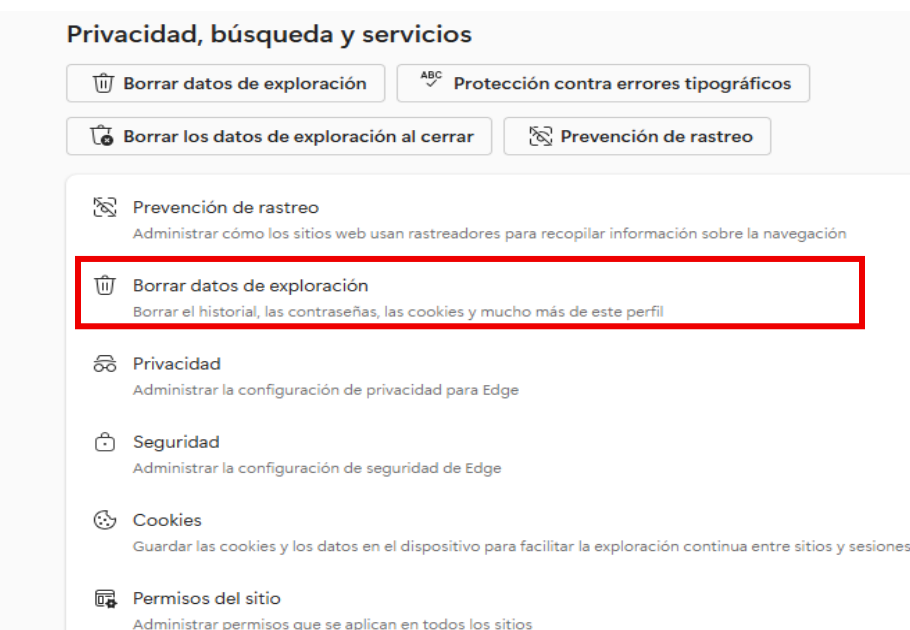 Privacidad, búsqueda y servicios
Borrar datos de exploración
ABC Protección contra errores tipográficos
Borrar los datos de exploración al cerrar
Prevención de rastreo
Prevención de rastreo
Administrar cómo los sitios web usan rastreadores para recopilar información sobre la navegación
Borrar datos de exploración
Borrar el historial, las contraseñas, las cookies y mucho más de este perfil
Privacidad
Administrar la configuración de privacidad para Edge
Seguridad
Administrar la configuración de seguridad de Edge
Cookies
Guardar las cookies y los datos en el dispositivo para facilitar la exploración continua entre sitios y sesiones
Permisos del sitio
Administrar permisos que se aplican en todos los sitios